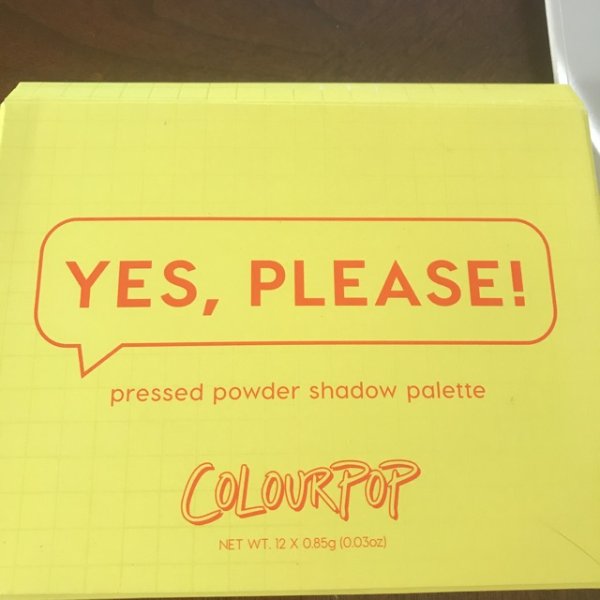 YES, PLEASE!
pressed powder shadow palette
COLOURPOP
NET WT. 12 X 0.85g (0.03oz)